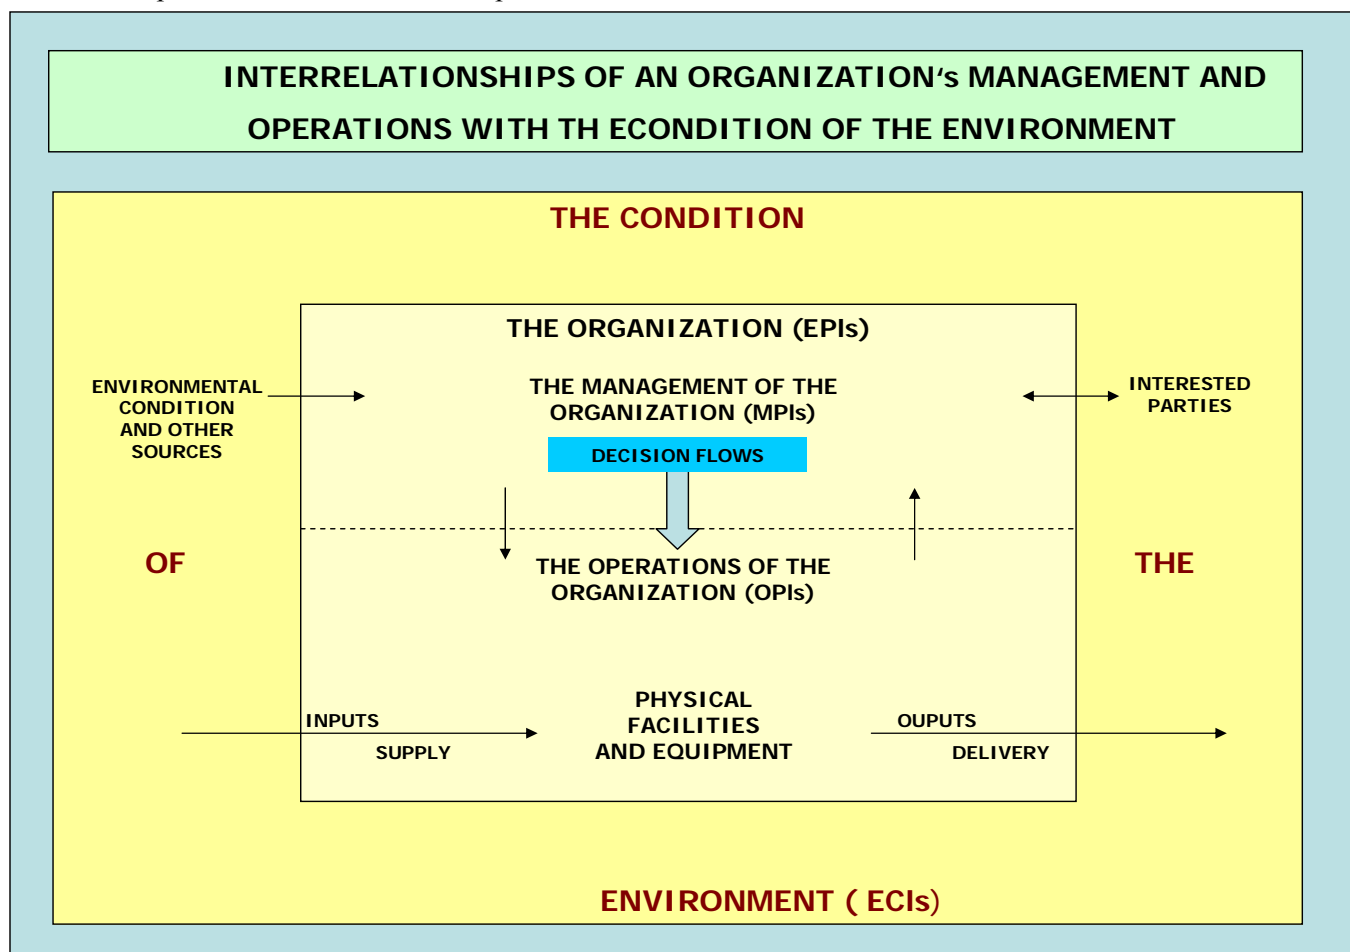 INTERRELATIONSHIPS OF AN ORGANIZATION‘s MANAGEMENT AND
OPERATIONS WITH TH ECONDITION OF THE ENVIRONMENT
THE CONDITION
THE ORGANIZATION (EPIs)
ENVIRONMENTAL
CONDITION
AND OTHER
SOURCES
THE MANAGEMENT OF THE
ORGANIZATION (MPIs)
INTERESTED
PARTIES
DECISION FLOWS
OF
THE OPERATIONS OF THE
ORGANIZATION (OPIs)
THE
INPUTS
SUPPLY
PHYSICAL
FACILITIES
AND EQUIPMENT
OUPUTS
DELIVERY
ENVIRONMENT ( ECIs)